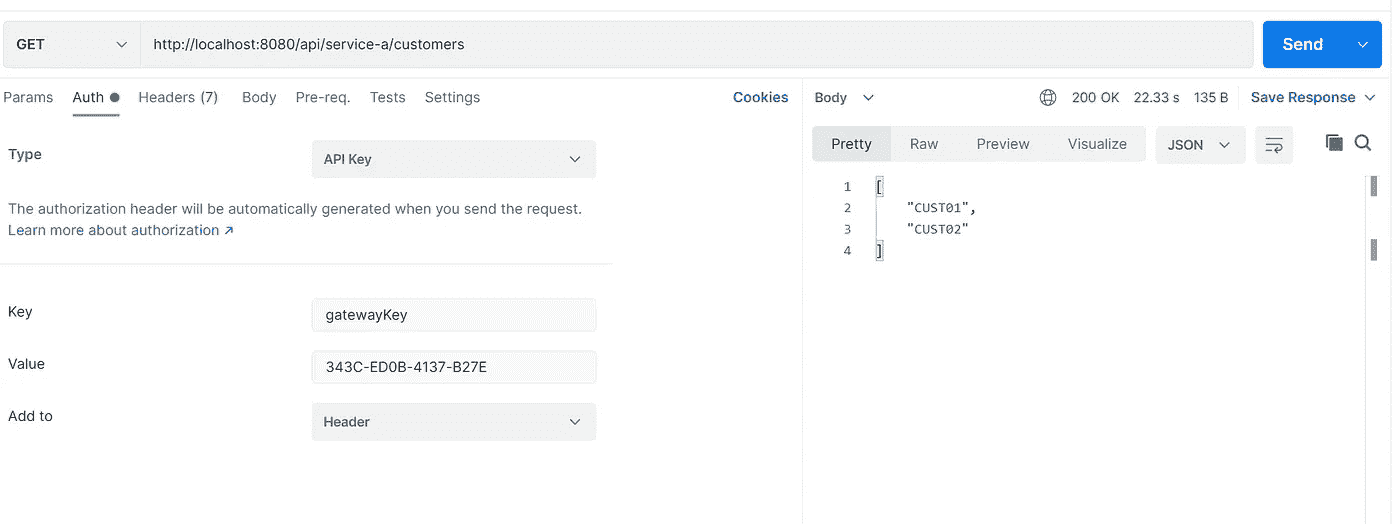 GET http://localhost:8080/api/service-a/customers Send
Params Auth Headers (7) Body Pre-req. Tests Settings Cookies
Type API Key
The authorization header will be automatically generated when you send the request.
Learn more about authorization ↗
Key gatewayKey
Value 343C-ED0B-4137-B27E
Add to Header
Body 200 OK 22.33 s 135 B Save Response
Pretty Raw Preview Visualize JSON
1 [
2 "CUST01",
3 "CUST02"
4 ]